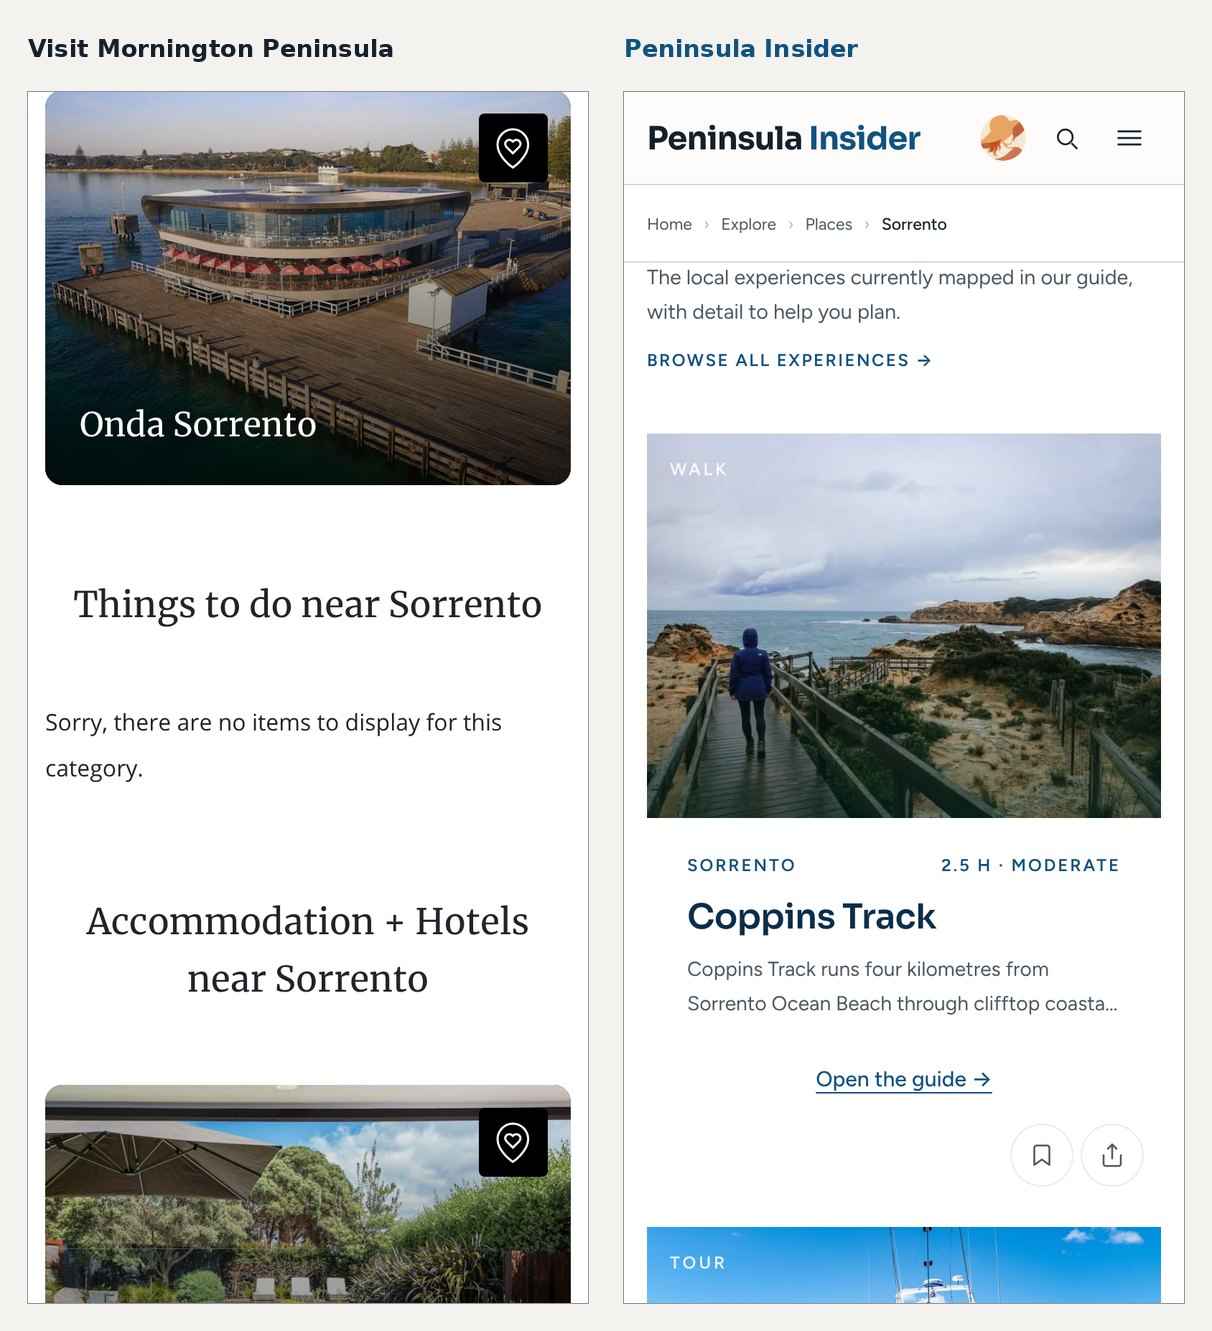 Visit Mornington Peninsula
Onda Sorrento
Things to do near Sorrento
Sorry, there are no items to display for this
category.
Accommodation + Hotels
near Sorrento
Peninsula Insider
Peninsula Insider
Home › Explore › Places › Sorrento
The local experiences currently mapped in our guide,
with detail to help you plan.
BROWSE ALL EXPERIENCES →
WALK
SORRENTO
2.5 H · MODERATE
Coppins Track
Coppins Track runs four kilometres from
Sorrento Ocean Beach through clifftop coasta...
Open the guide →
TOUR